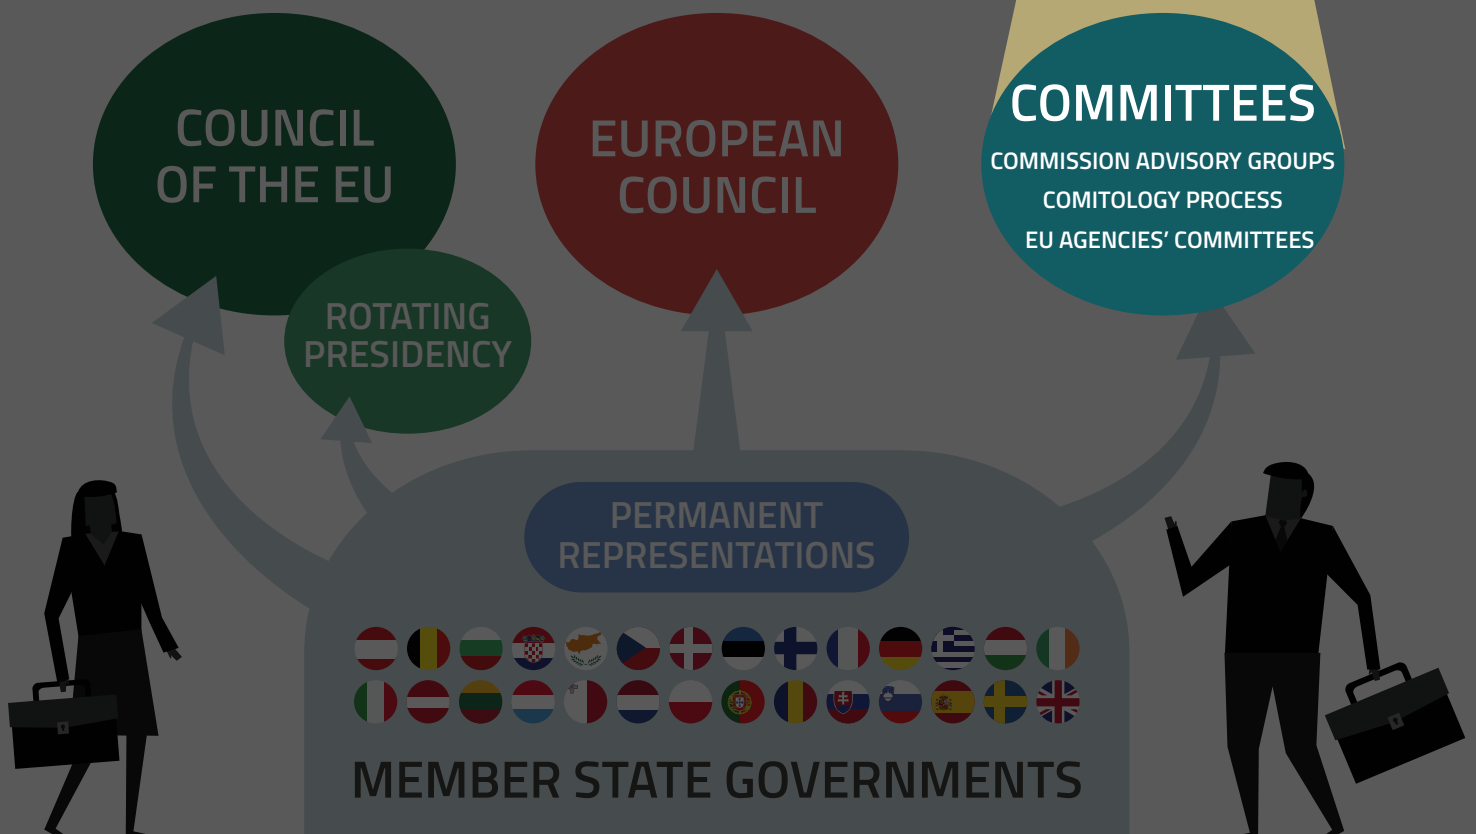 COUNCIL
OF THE EU
ROTATING
PRESIDENCY
EUROPEAN
COUNCIL
COMMITTEES
COMMISSION ADVISORY GROUPS
COMITOLOGY PROCESS
EU AGENCIES’ COMMITTEES
PERMANENT
REPRESENTATIONS
MEMBER STATE GOVERNMENTS